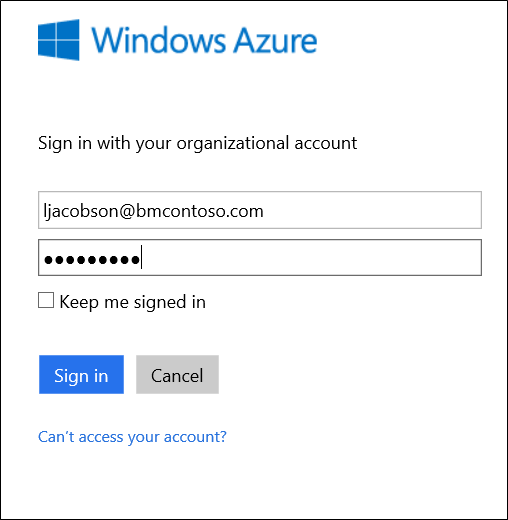 Windows Azure
Sign in with your organizational account
ljacobson@bmcontoso.com
●●●●●●●●●
Keep me signed in
Sign in
Cancel
Can't access your account?